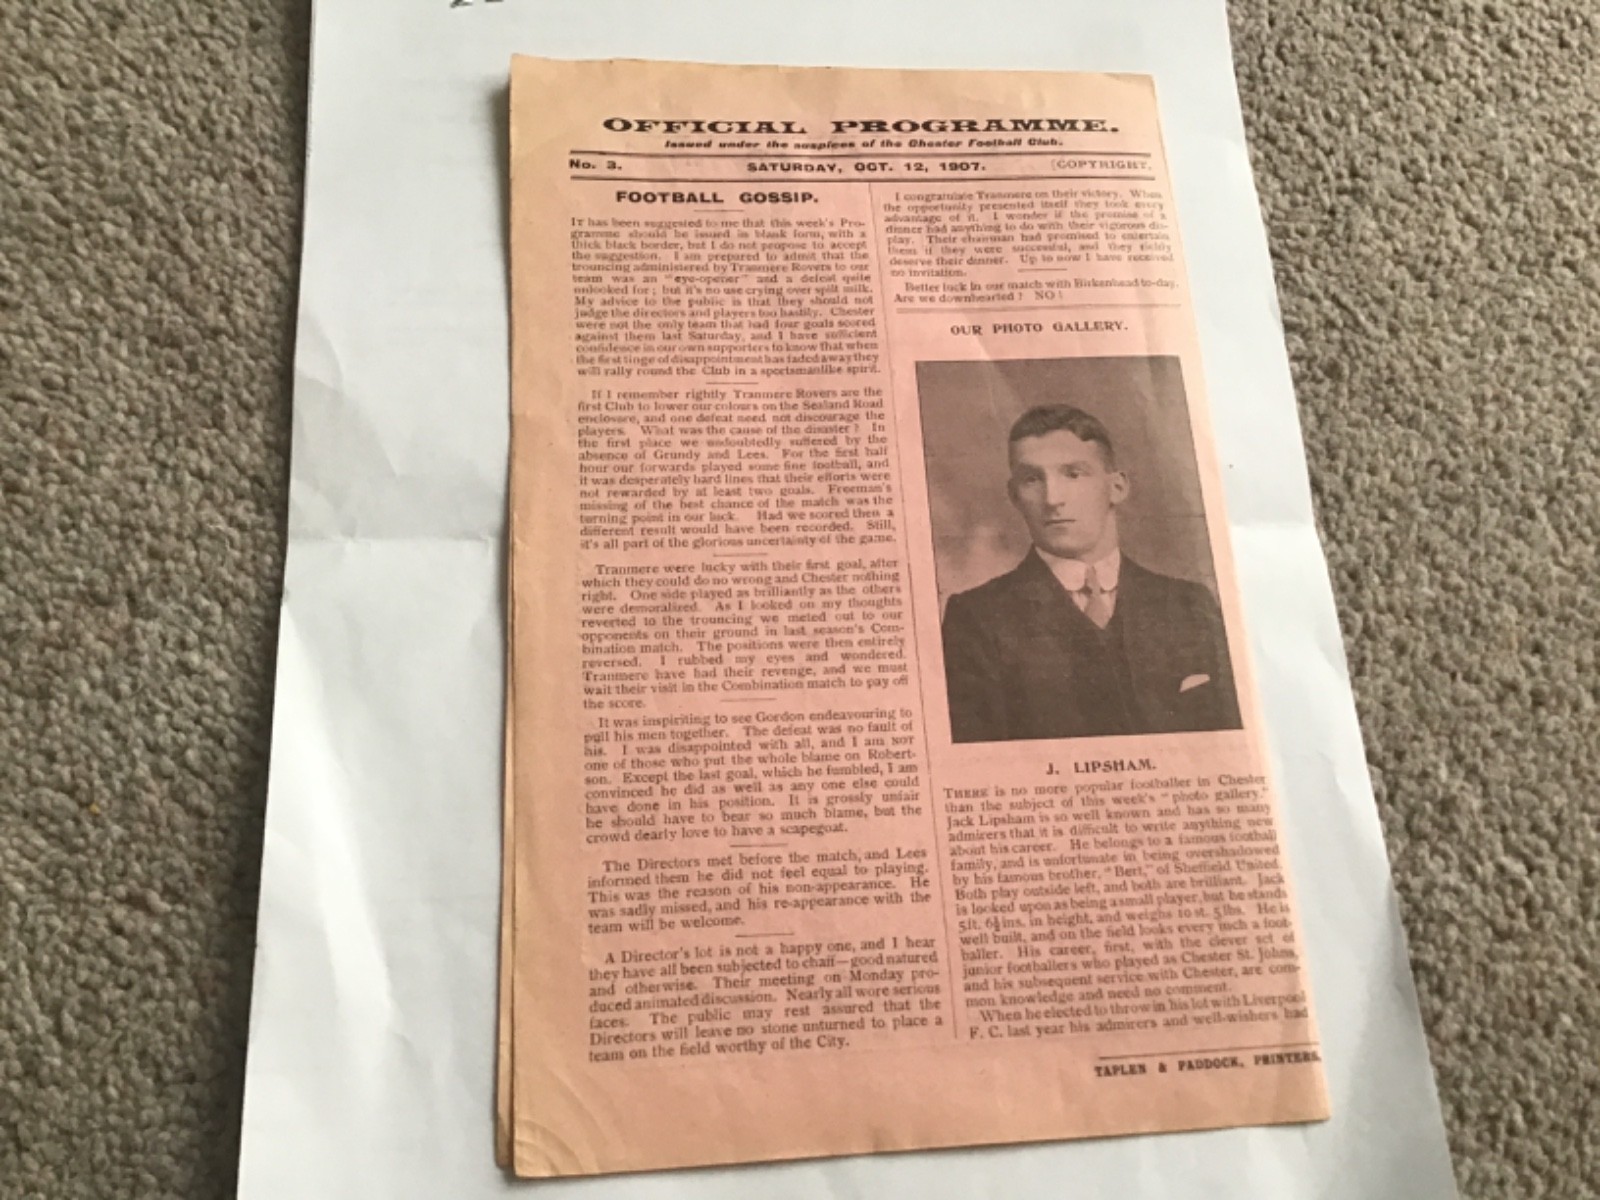 OFFICIAL PROGRAMME.
Issued under the auspices of the Chester Football Club.
No. 3. SATURDAY, OCT. 12, 1907. [COPYRIGHT.
FOOTBALL GOSSIP.
IT has been suggested to me that this week's Pro-
gramme should be issued in blank form, with a
thick black border, but I do not propose to accept
the suggestion. I am prepared to admit that the
trouncing administered by Tranmere Rovers to our
team was an "eye-opener" and a defeat quite
unlooked for; but it's no use crying over spilt milk.
My advice to the public is that they should not
judge the directors and players too hastily. Chester
were not the only team that had four goals scored
against them last Saturday, and I have sufficient
confidence in our own supporters to know that when
the first tinge of disappointment has faded away they
will rally round the Club in a sportsmanlike spirit.
If I remember rightly Tranmere Rovers are the
first Club to lower our colours on the Sealand Road
enclosure, and one defeat need not discourage the
players. What was the cause of the disaster? In
the first place we undoubtedly suffered by the
absence of Grundy and Lees. For the first half
hour our forwards played some fine football, and
it was desperately hard lines that their efforts were
not rewarded by at least two goals. Freeman's
missing of the best chance of the match was the
turning point in our luck. Had we scored then a
different result would have been recorded. Still,
it's all part of the glorious uncertainty of the game.
Tranmere were lucky with their first goal, after
which they could do no wrong and Chester nothing
right. One side played as brilliantly as the others
were demoralized. As I looked on my thoughts
reverted to the trouncing we meted out to our
opponents on their ground in last season's Com-
bination match. The positions were then entirely
reversed. I rubbed my eyes and wondered.
Tranmere have had their revenge, and we must
wait their visit in the Combination match to pay off
the score.
It was inspiriting to see Gordon endeavouring to
pull his men together. The defeat was no fault of
his. I was disappointed with all, and I am NOT
one of those who put the whole blame on Robert-
son. Except the last goal, which he fumbled, I am
convinced he did as well as any one else could
have done in his position. It is grossly unfair
he should have to bear so much blame, but the
crowd dearly love to have a scapegoat.
The Directors met before the match, and Lees
informed them he did not feel equal to playing.
This was the reason of his non-appearance. He
was sadly missed, and his re-appearance with the
team will be welcome.
A Director's lot is not a happy one, and I hear
they have all been subjected to chaff—good natured
and otherwise. Their meeting on Monday pro-
duced animated discussion. Nearly all wore serious
faces. The public may rest assured that the
Directors will leave no stone unturned to place a
team on the field worthy of the City.
I congratulate Tranmere on their victory. When
the opportunity presented itself they took every
advantage of it. I wonder if the promise of a
dinner had anything to do with their vigorous dis-
play. Their chairman had promised to entertain
them if they were successful, and they richly
deserve their dinner. Up to now I have received
no invitation.
Better luck in our match with Birkenhead to-day.
Are we downhearted? NO!
OUR PHOTO GALLERY.
J. LIPSHAM.
THERE is no more popular footballer in Chester
than the subject of this week's "photo gallery."
Jack Lipsham is so well known and has so many
admirers that it is difficult to write anything new
about his career. He belongs to a famous football
family, and is unfortunate in being overshadowed
by his famous brother, "Bert," of Sheffield United.
Both play outside left, and both are brilliant. Jack
is looked upon as being a small player, but he stands
5ft. 6½ins. in height, and weighs 10 st. 5lbs. He is
well built, and on the field looks every inch a foot-
baller. His career, first, with the clever set of
junior footballers who played as Chester St. Johns,
and his subsequent service with Chester, are com-
mon knowledge and need no comment.
When he elected to throw in his lot with Liverpool
F. C. last year his admirers and well-wishers had
TAPLEN & PADDOCK, PRINTERS.